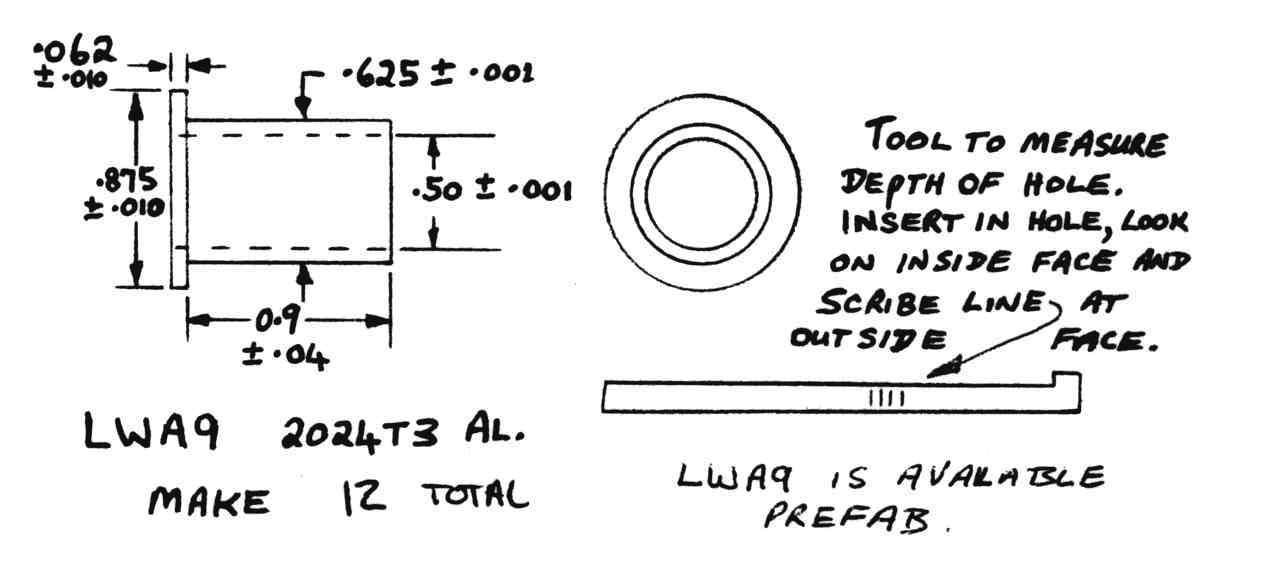 .062
± .010
.625 ± .001
.875
± .010
.50 ± .001
0.9
± .04
LWA9 2024T3 AL.
MAKE 12 TOTAL
TOOL TO MEASURE
DEPTH OF HOLE.
INSERT IN HOLE, LOOK
ON INSIDE FACE AND
SCRIBE LINE AT
OUTSIDE FACE.
LWA9 IS AVAILABLE
PREFAB.